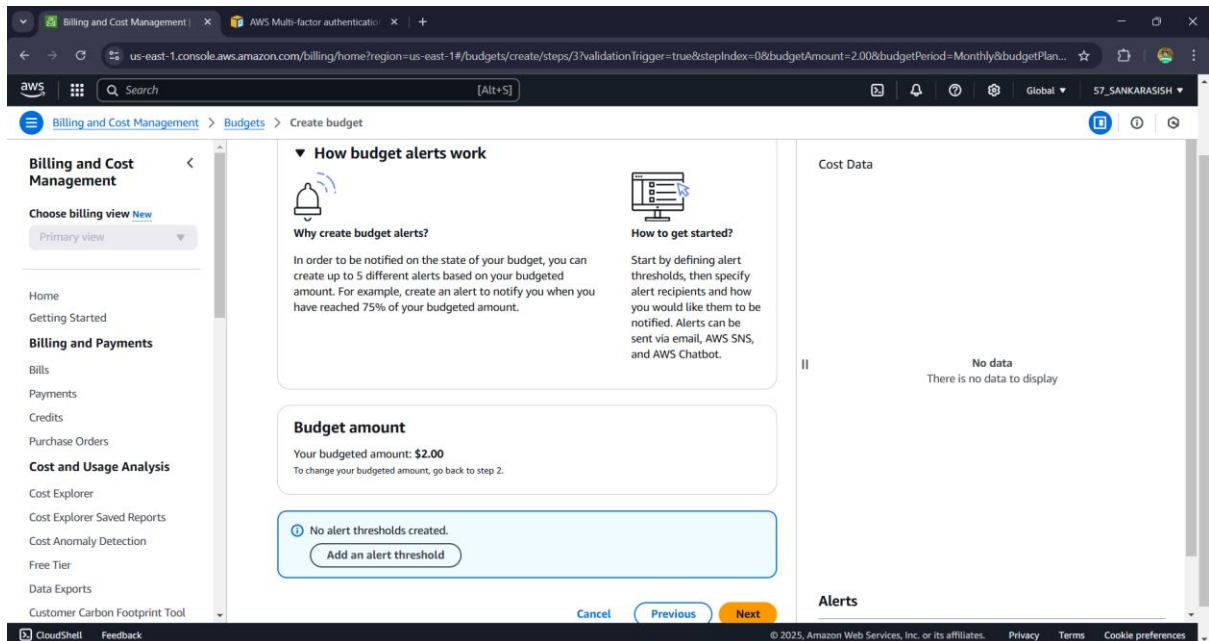 Billing and Cost Management |
AWS Multi-factor authentication
us-east-1.console.aws.amazon.com/billing/home?region=us-east-1#/budgets/create/steps/3?validationTrigger=true&stepIndex=0&budgetAmount=2.00&budgetPeriod=Monthly&budgetPlan...
aws
Search
[Alt+S]
Global
57_SANKARASISH
Billing and Cost Management > Budgets > Create budget
Billing and Cost
Management
Choose billing view New
Primary view
Home
Getting Started
Billing and Payments
Bills
Payments
Credits
Purchase Orders
Cost and Usage Analysis
Cost Explorer
Cost Explorer Saved Reports
Cost Anomaly Detection
Free Tier
Data Exports
Customer Carbon Footprint Tool
How budget alerts work
Why create budget alerts?
In order to be notified on the state of your budget, you can
create up to 5 different alerts based on your budgeted
amount. For example, create an alert to notify you when you
have reached 75% of your budgeted amount.
How to get started?
Start by defining alert
thresholds, then specify
alert recipients and how
you would like them to be
notified. Alerts can be
sent via email, AWS SNS,
and AWS Chatbot.
Budget amount
Your budgeted amount: $2.00
To change your budgeted amount, go back to step 2.
No alert thresholds created.
Add an alert threshold
Cancel
Previous
Next
Cost Data
No data
There is no data to display
Alerts
CloudShell
Feedback
© 2025, Amazon Web Services, Inc. or its affiliates.
Privacy
Terms
Cookie preferences